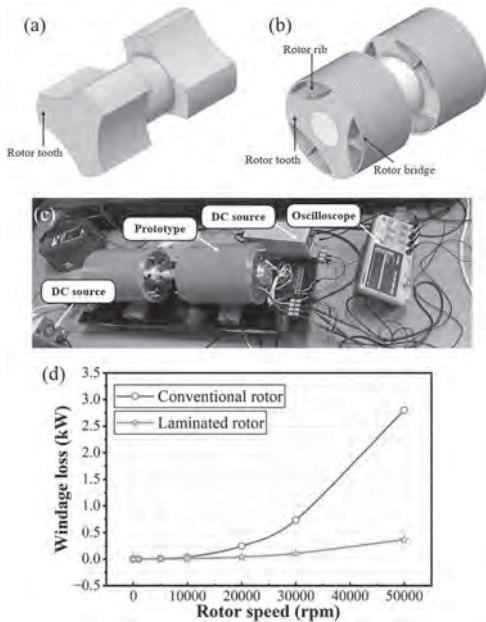 (a)
(b)
Rotor rib
Rotor tooth
Rotor tooth
Rotor bridge
(c)
DC source
Oscilloscope
Prototype
DC source
(d)
3.5
3.0
2.5
2.0
1.5
1.0
0.5
0.0
−0.5
Windage loss (kW)
Conventional rotor
Laminated rotor
0 10000 20000 30000 40000 50000
Rotor speed (rpm)